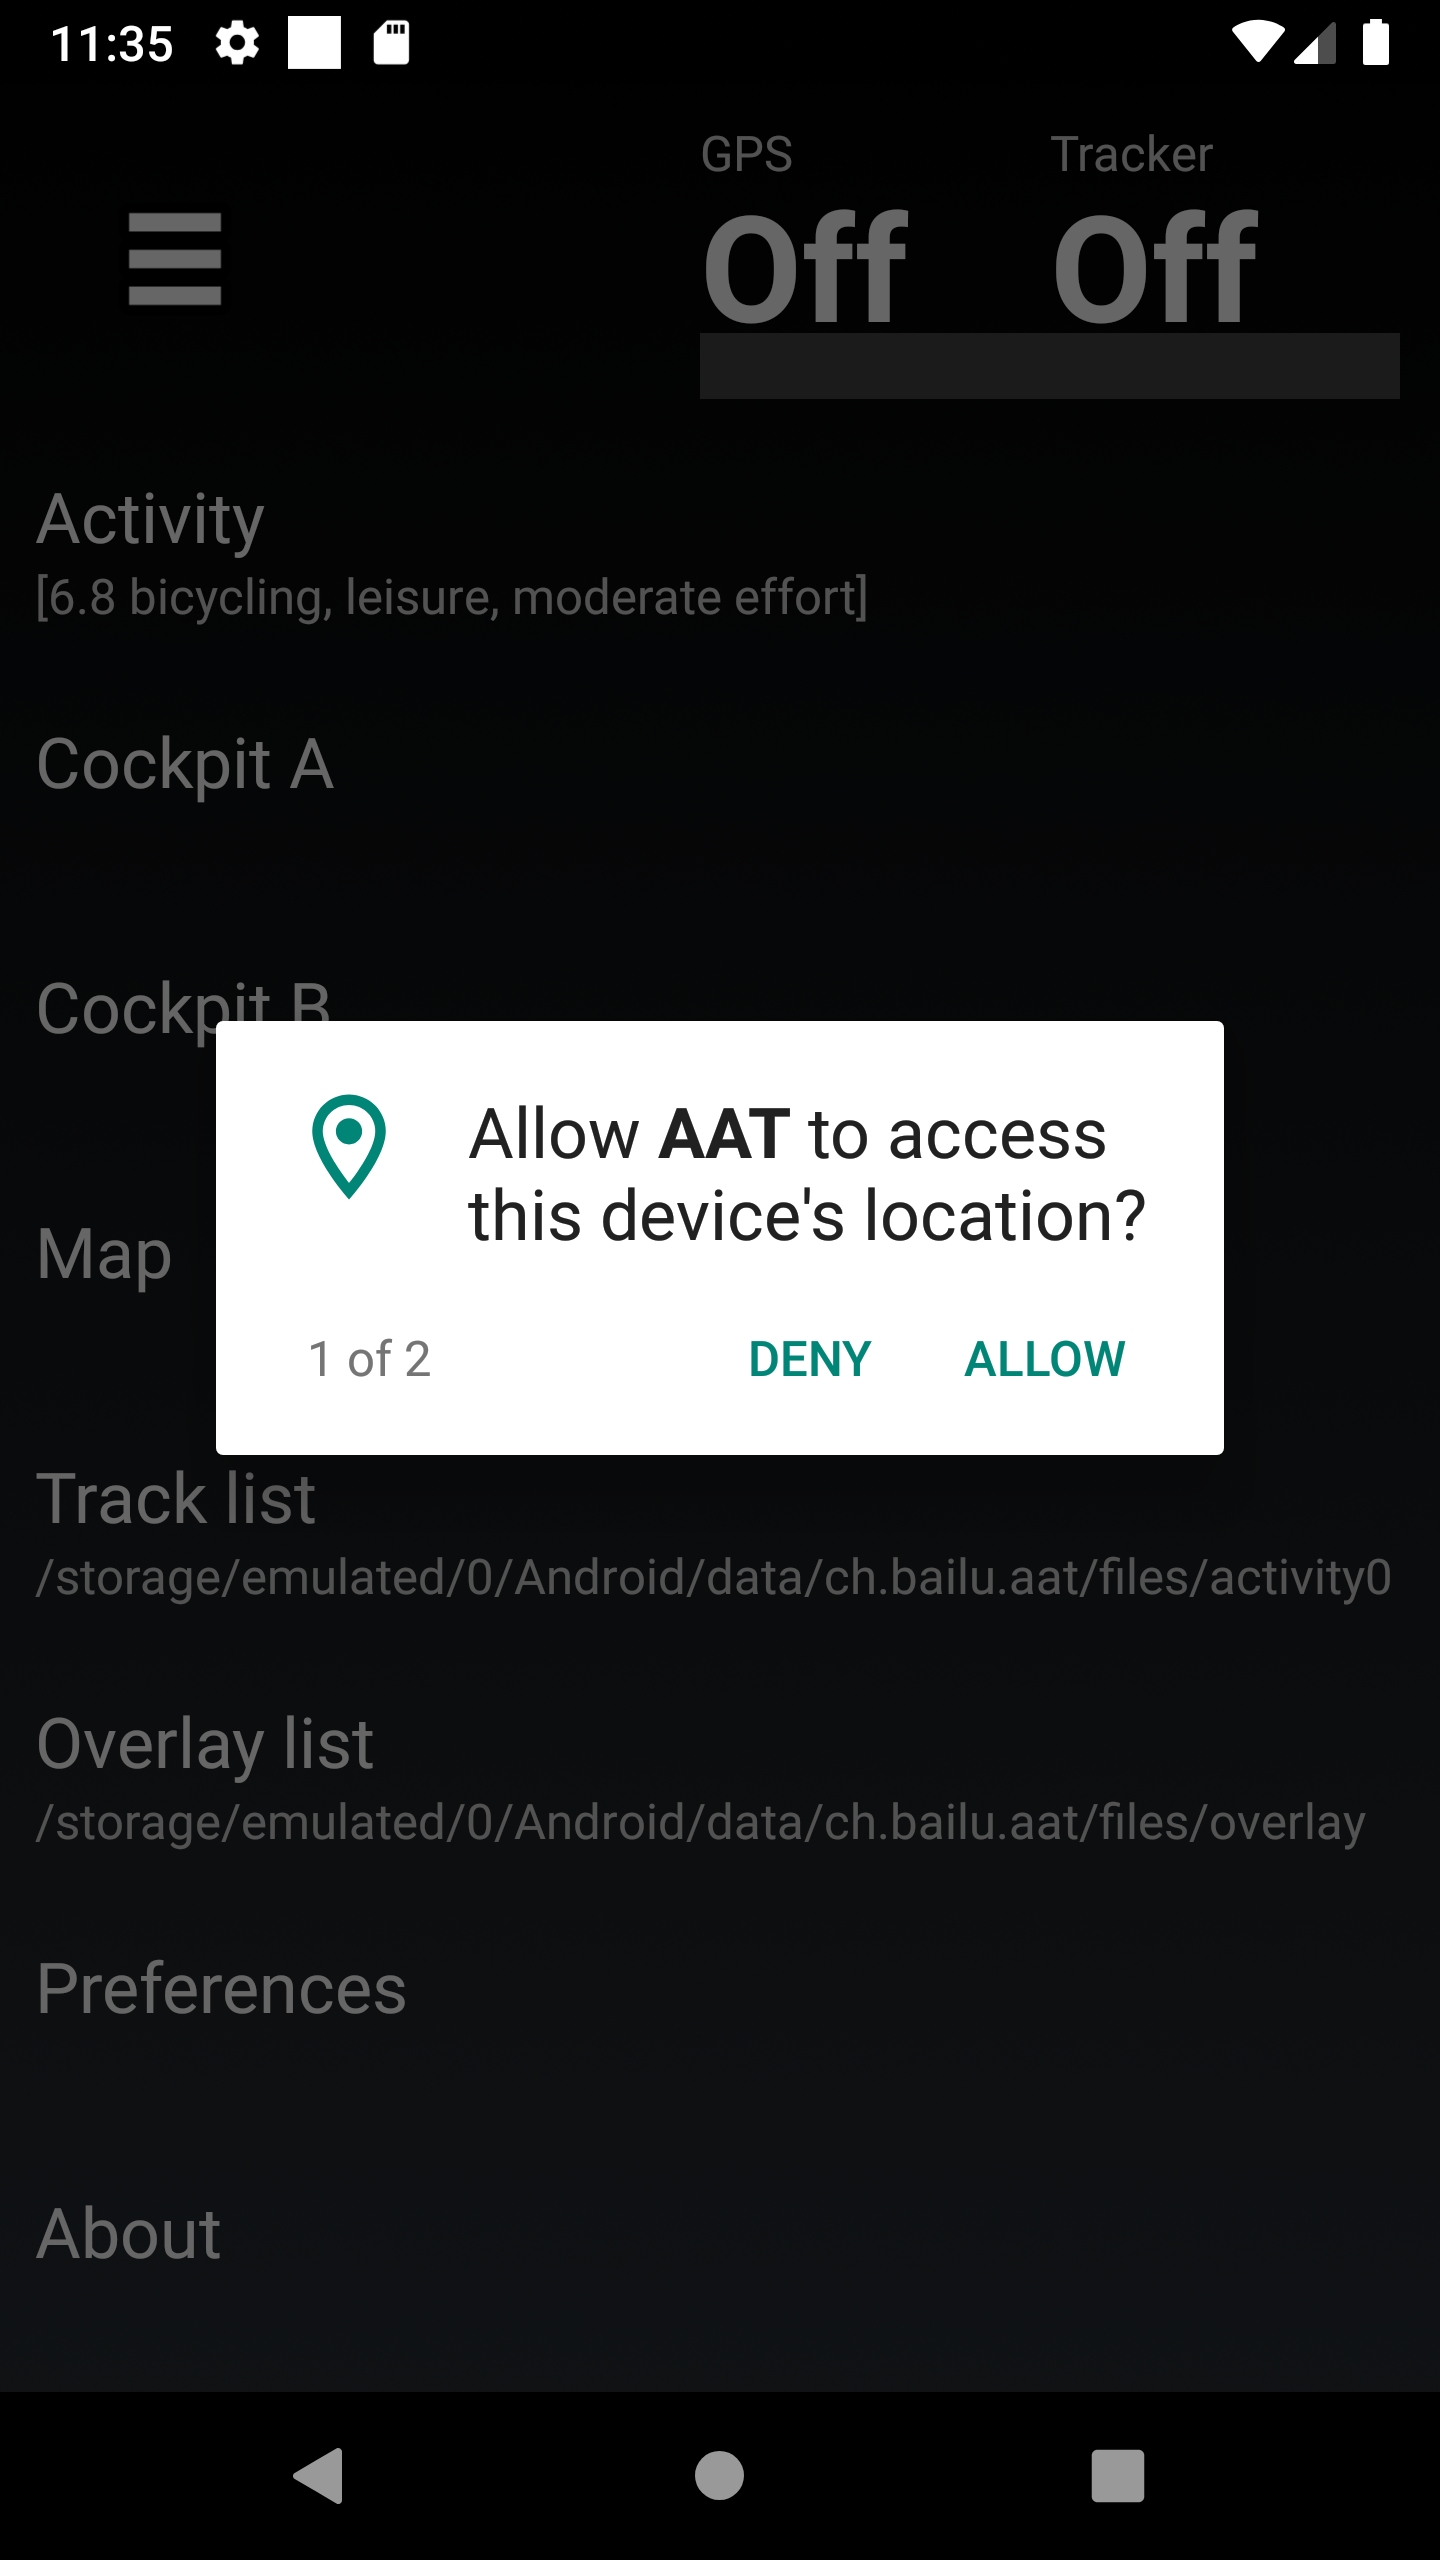 11:35
GPS
Tracker
Off
Off
Activity
[6.8 bicycling, leisure, moderate effort]
Cockpit A
Cockpit B
Allow AAT to access
this device's location?
Map
1 of 2
DENY
ALLOW
Track list
/storage/emulated/0/Android/data/ch.bailu.aat/files/activity0
Overlay list
/storage/emulated/0/Android/data/ch.bailu.aat/files/overlay
Preferences
About